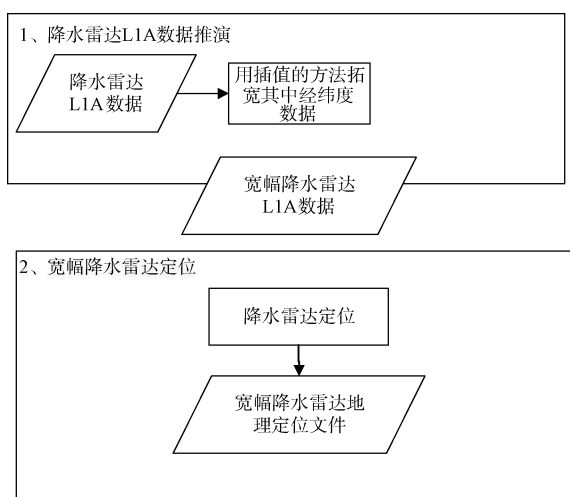 1、降水雷达L1A数据推演
降水雷达
L1A数据
用插值的方法拓
宽其中经纬度
数据
宽幅降水雷达
L1A数据
2、宽幅降水雷达定位
降水雷达定位
宽幅降水雷达地
理定位文件